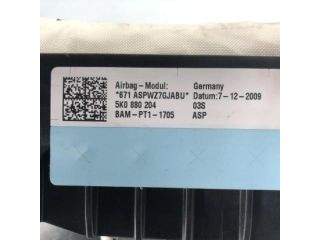 Airbag-Modul: Germany
*671 ASPWZ7GJABU* Datum:7-12-2009
5K0 880 204 03S
BAM-PT1-1705 ASP